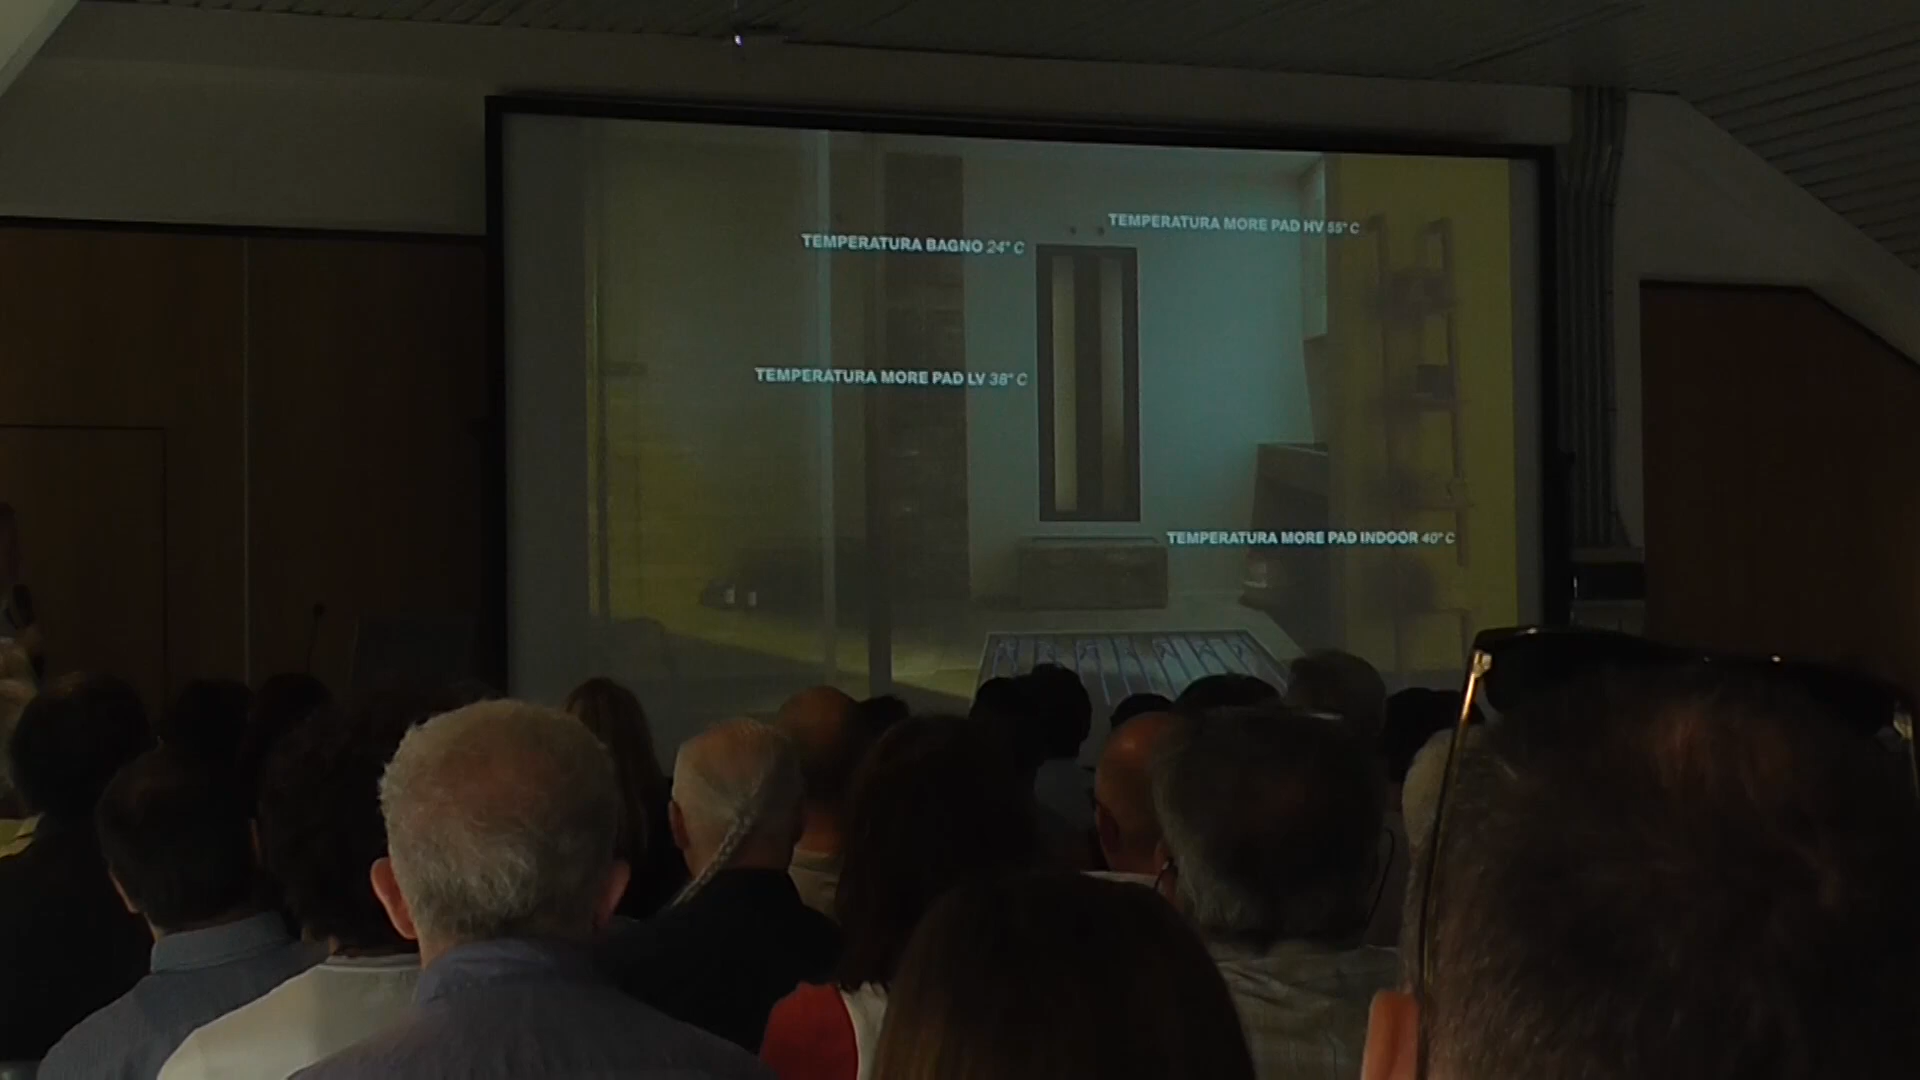 TEMPERATURA MORE PAD HV 55° C
TEMPERATURA BAGNO 24° C
TEMPERATURA MORE PAD LV 38° C
TEMPERATURA MORE PAD INDOOR 40° C